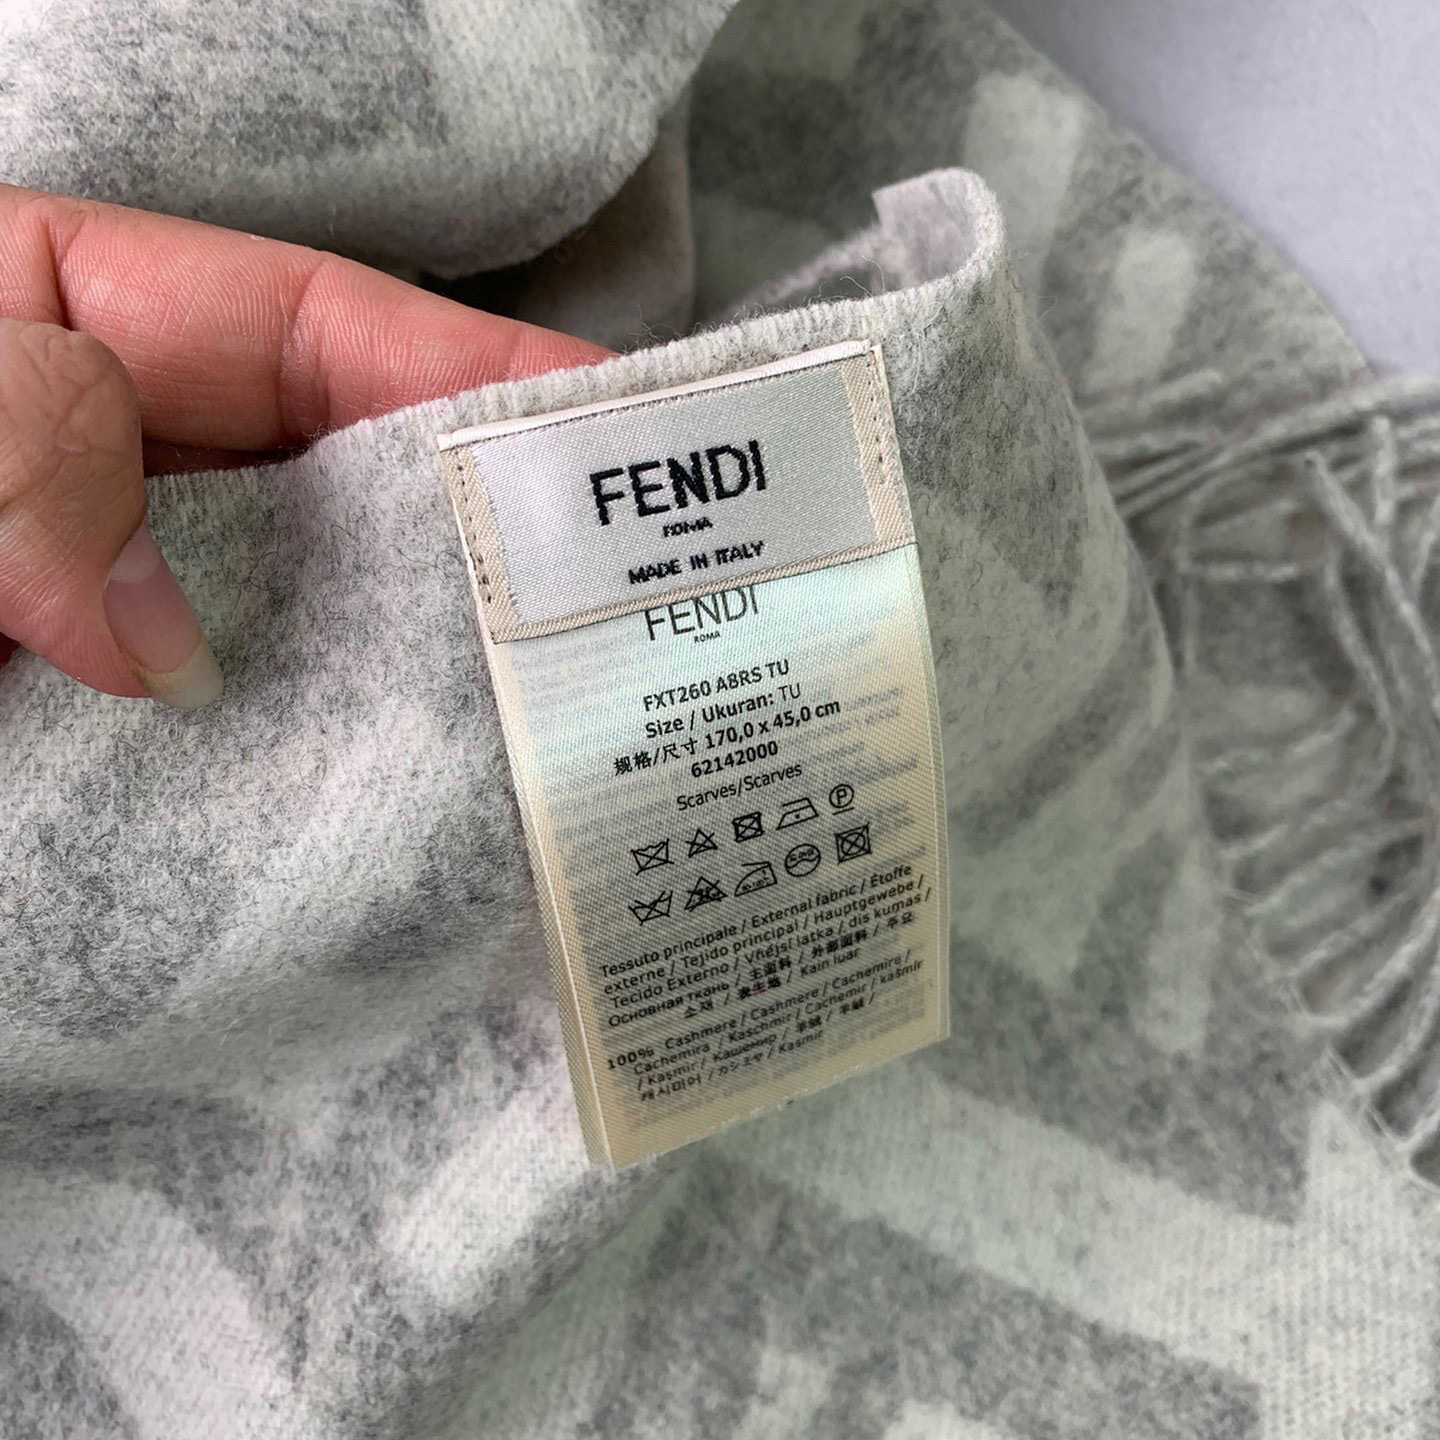 FENDI
ROMA
MADE IN ITALY
FENDI
ROMA
FXT260 A8RS TU
Size / Ukuran: TU
规格/尺寸 170,0 x 45,0 cm
62142000
Scarves/Scarves
P
Tessuto principale / External fabric / Étoffe
externe / Tejido principal / Hauptgewebe /
Tecido Externo / Vnější látka / dis kumas /
Основная ткань / 主面料 / 外部面料 / 주요
소재 / 表生地 / Kain luar
100% Cashmere / Cashmere / Cachemire /
Cachemira / Kaschmir / Cachemir / kašmír
/ Kaşmir / Кашемир / 羊绒 / 羊絨 /
캐시미어 / カシミヤ / Kasmir